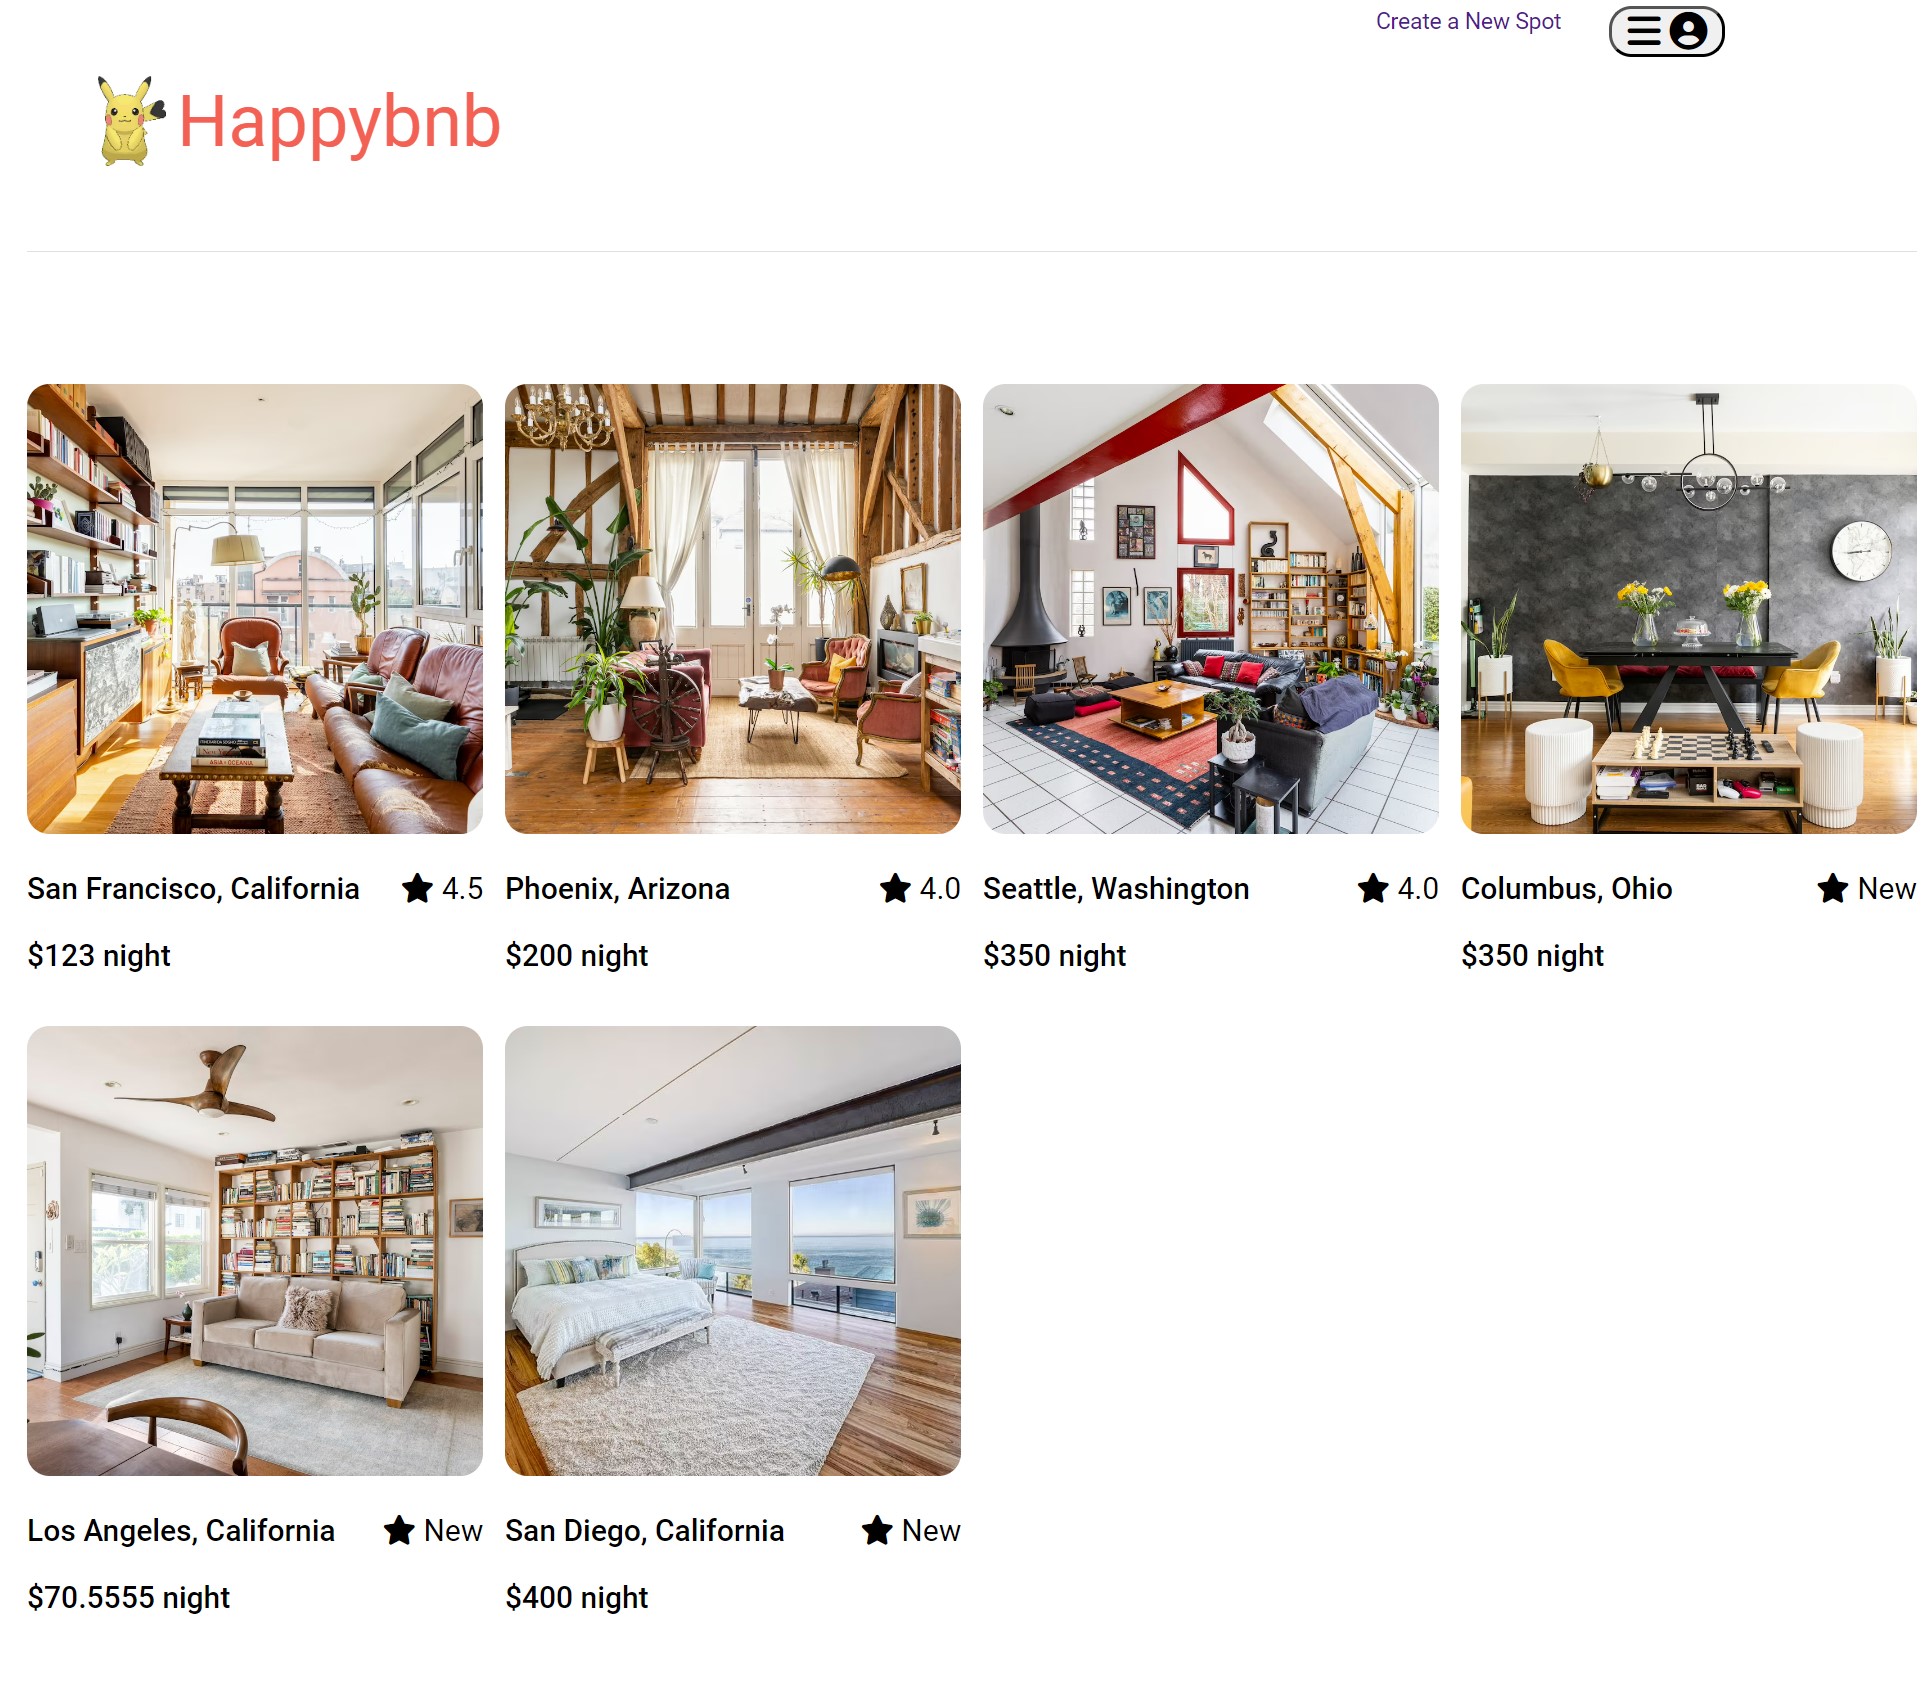 Create a New Spot
Happybnb
San Francisco, California 4.5
$123 night
Phoenix, Arizona 4.0
$200 night
Seattle, Washington 4.0
$350 night
Columbus, Ohio New
$350 night
Los Angeles, California New
$70.5555 night
San Diego, California New
$400 night